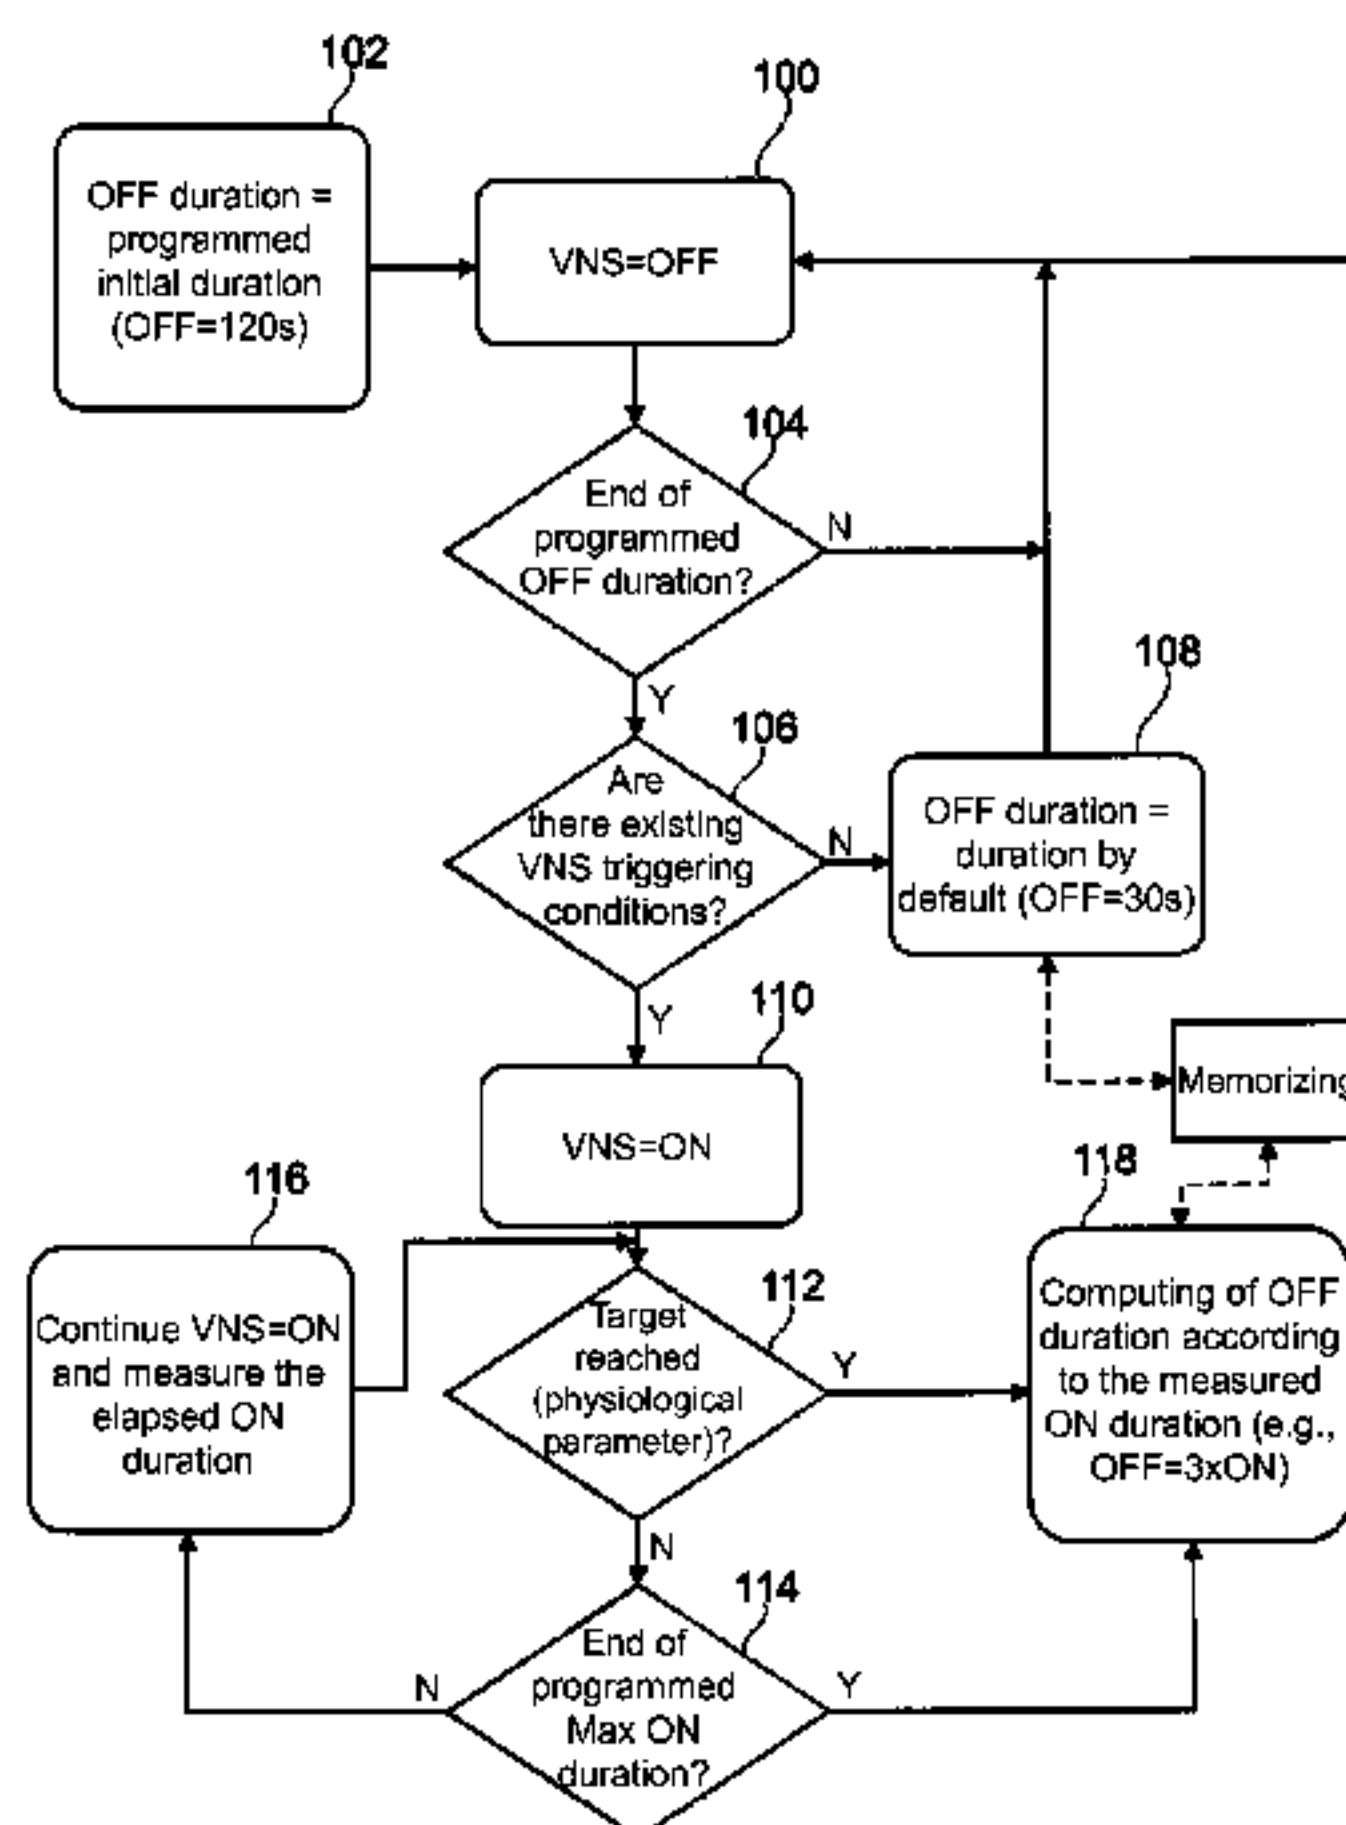 102
100
OFF duration =
programmed
initial duration
(OFF=120s)
VNS=OFF
104
End of
programmed
OFF duration?
N
Y
108
106
Are
there existing
VNS triggering
conditions?
N
OFF duration =
duration by
default (OFF=30s)
Y
110
Memorizing
VNS=ON
118
116
112
Continue VNS=ON
and measure the
elapsed ON
duration
Target
reached
(physiological
parameter)?
Y
Computing of OFF
duration according
to the measured
ON duration (e.g.,
OFF=3xON)
N
114
End of
programmed
Max ON
duration?
N
Y